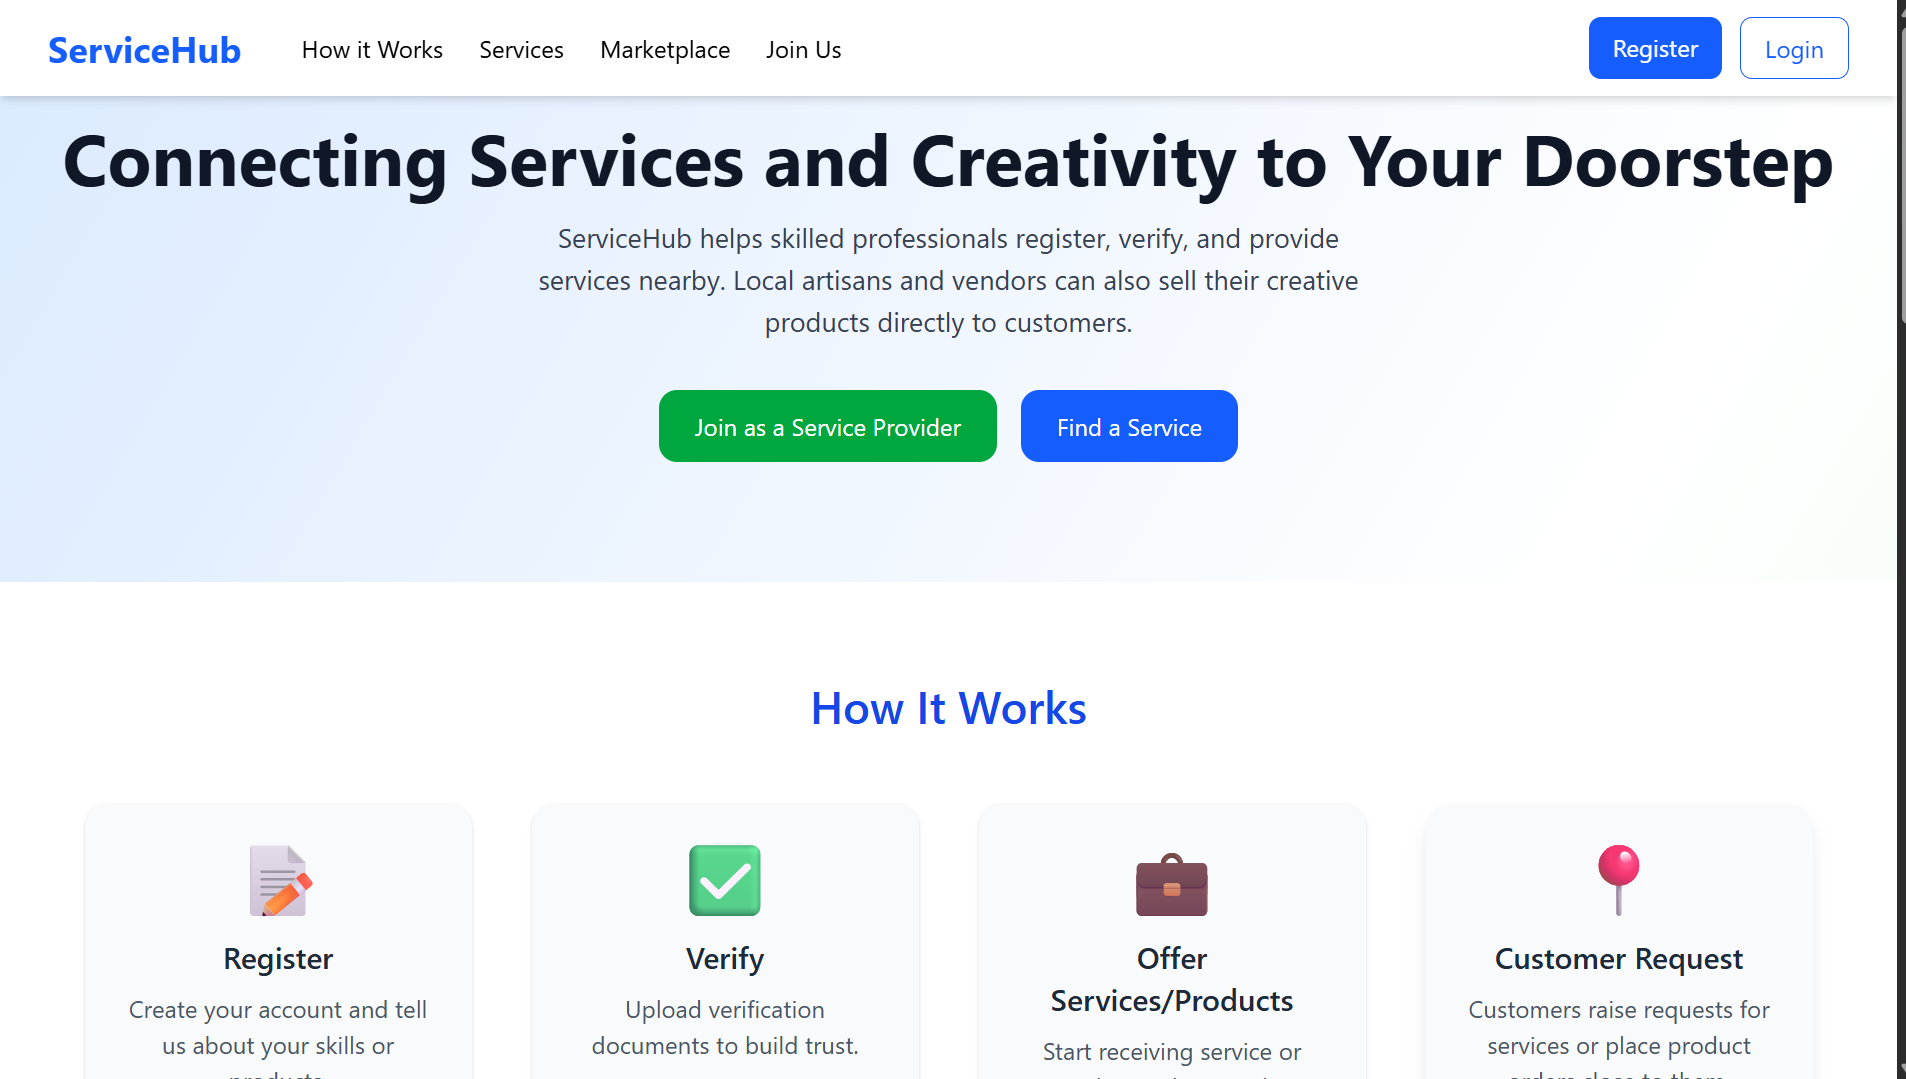 ServiceHub
How it Works
Services
Marketplace
Join Us
Register
Login
Connecting Services and Creativity to Your Doorstep
ServiceHub helps skilled professionals register, verify, and provide
services nearby. Local artisans and vendors can also sell their creative
products directly to customers.
Join as a Service Provider
Find a Service
How It Works
Register
Create your account and tell
us about your skills or
Verify
Upload verification
documents to build trust.
Offer
Services/Products
Start receiving service or
Customer Request
Customers raise requests for
services or place product